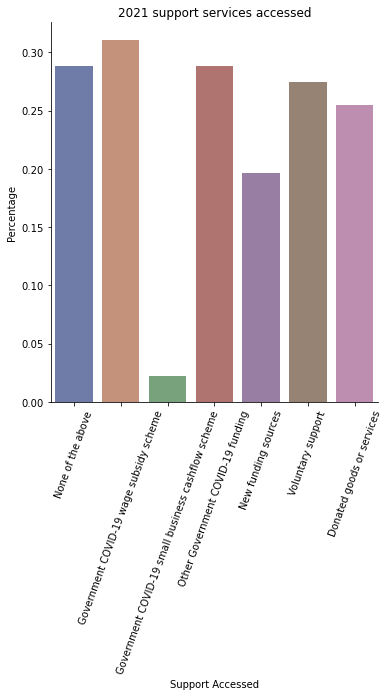 2021 support services accessed
Percentage
0.30
0.25
0.20
0.15
0.10
0.05
0.00
None of the above
Government COVID-19 wage subsidy scheme
Government COVID-19 small business cashflow scheme
Other Government COVID-19 funding
New funding sources
Voluntary support
Donated goods or services
Support Accessed